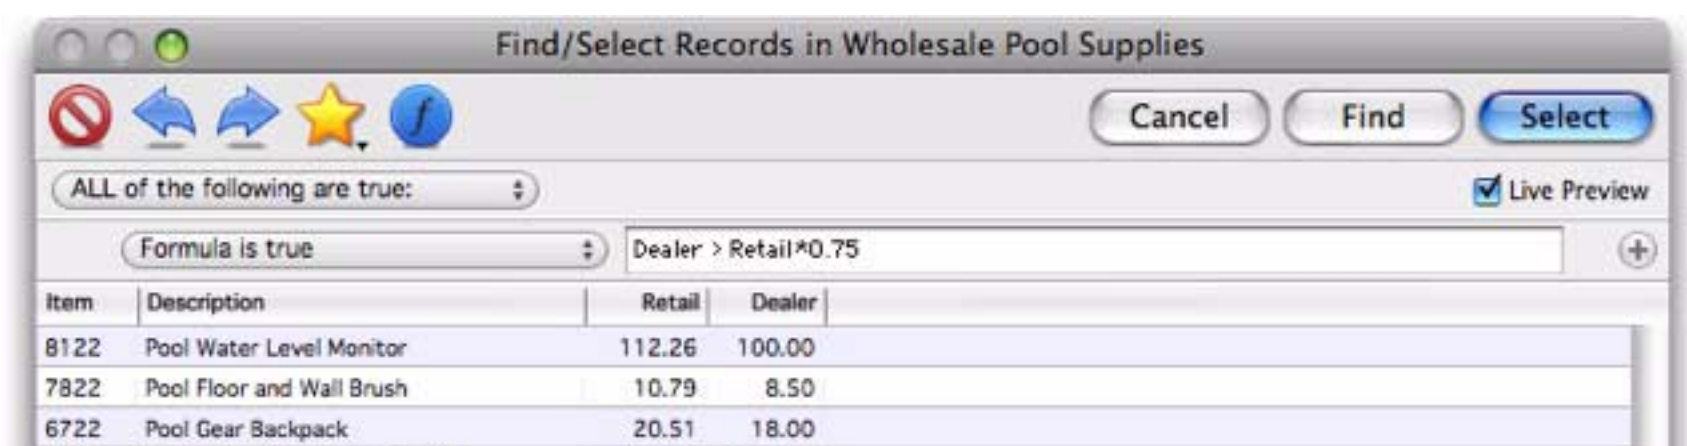 Find/Select Records in Wholesale Pool Supplies
f Cancel Find Select
ALL of the following are true: Live Preview
Formula is true Dealer > Retail*0.75 +
Item Description Retail Dealer
8122 Pool Water Level Monitor 112.26 100.00
7822 Pool Floor and Wall Brush 10.79 8.50
6722 Pool Gear Backpack 20.51 18.00